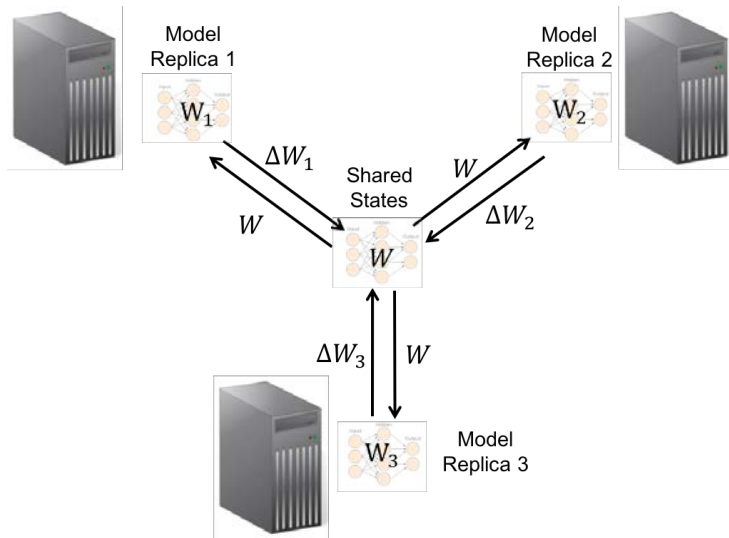 Model
Replica 1
Model
Replica 2
W₁
W₂
ΔW₁
W
W
ΔW₂
Shared
States
W
ΔW₃
W
W₃
Model
Replica 3